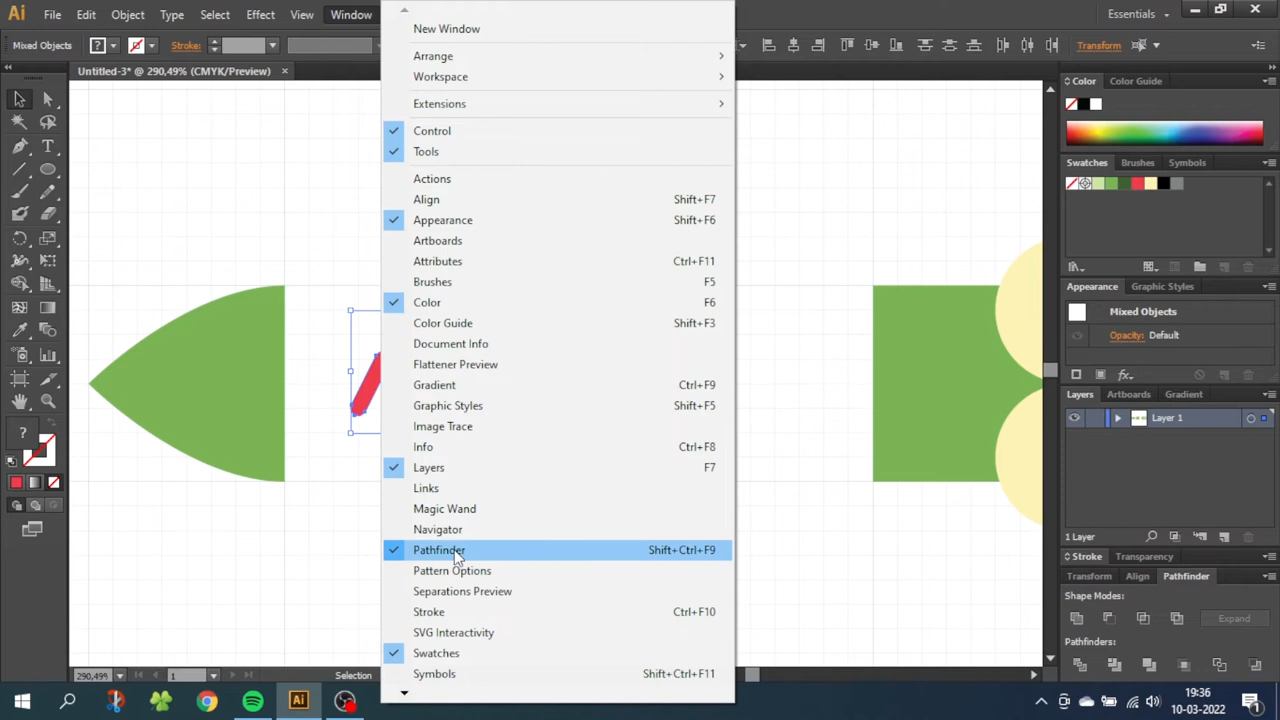 Ai File Edit Object Type Select Effect View Window Essentials
Mixed Objects ? Stroke: Transform
Untitled-3* @ 290,49% (CMYK/Preview) ×
New Window
Arrange
Workspace
Extensions
Control
Tools
Actions
Align Shift+F7
Appearance Shift+F6
Artboards
Attributes Ctrl+F11
Brushes F5
Color F6
Color Guide Shift+F3
Document Info
Flattener Preview
Gradient Ctrl+F9
Graphic Styles Shift+F5
Image Trace
Info Ctrl+F8
Layers F7
Links
Magic Wand
Navigator
Pathfinder Shift+Ctrl+F9
Pattern Options
Separations Preview
Stroke Ctrl+F10
SVG Interactivity
Swatches
Symbols Shift+Ctrl+F11
Color Color Guide
Swatches Brushes Symbols
Appearance Graphic Styles
Mixed Objects
Opacity: Default
fx
Layers Artboards Gradient
Layer 1
1 Layer
Stroke Transparency
Transform Align Pathfinder
Shape Modes:
Expand
Pathfinders:
?
290,49% 1 Selection
Ai
19:36
10-03-2022
1